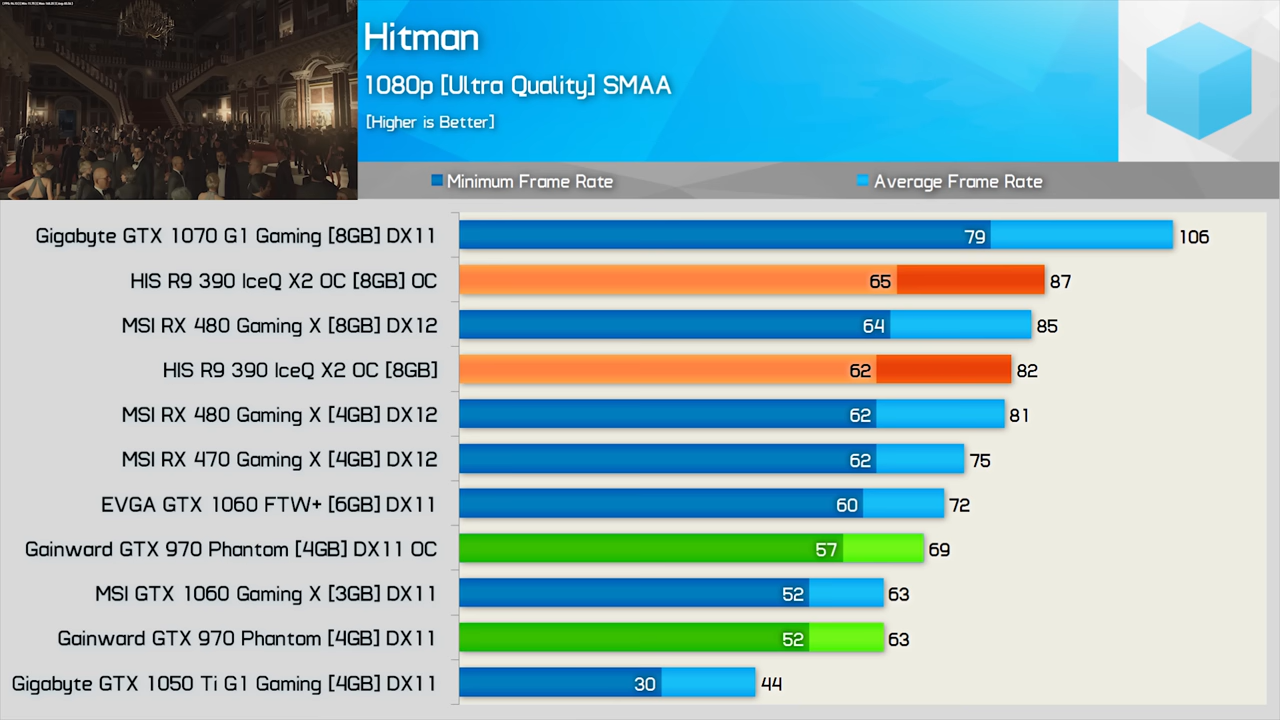 Hitman
1080p [Ultra Quality] SMAA
[Higher is Better]
Minimum Frame Rate
Average Frame Rate
Gigabyte GTX 1070 G1 Gaming [8GB] DX11 79 106
HIS R9 390 IceQ X2 OC [8GB] OC 65 87
MSI RX 480 Gaming X [8GB] DX12 64 85
HIS R9 390 IceQ X2 OC [8GB] 62 82
MSI RX 480 Gaming X [4GB] DX12 62 81
MSI RX 470 Gaming X [4GB] DX12 62 75
EVGA GTX 1060 FTW+ [6GB] DX11 60 72
Gainward GTX 970 Phantom [4GB] DX11 OC 57 69
MSI GTX 1060 Gaming X [3GB] DX11 52 63
Gainward GTX 970 Phantom [4GB] DX11 52 63
Gigabyte GTX 1050 Ti G1 Gaming [4GB] DX11 30 44